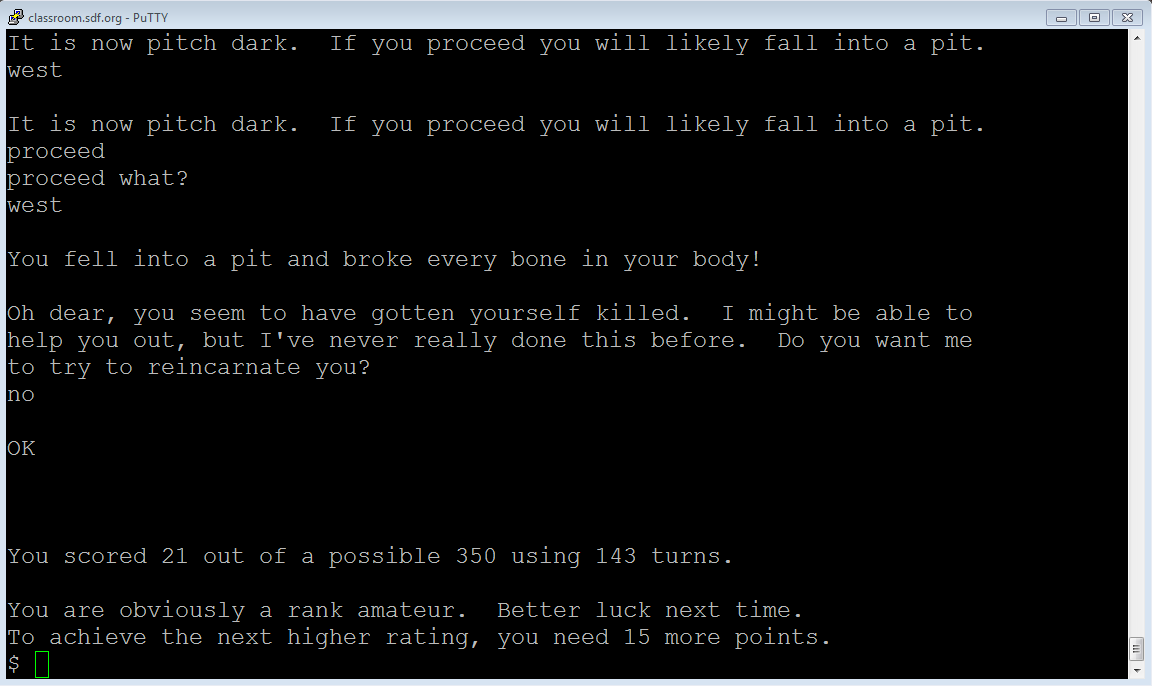 classroom.sdf.org - PuTTY
It is now pitch dark.  If you proceed you will likely fall into a pit.
west
It is now pitch dark.  If you proceed you will likely fall into a pit.
proceed
proceed what?
west
You fell into a pit and broke every bone in your body!
Oh dear, you seem to have gotten yourself killed.  I might be able to
help you out, but I've never really done this before.  Do you want me
to try to reincarnate you?
no
OK
You scored 21 out of a possible 350 using 143 turns.
You are obviously a rank amateur.  Better luck next time.
To achieve the next higher rating, you need 15 more points.
$